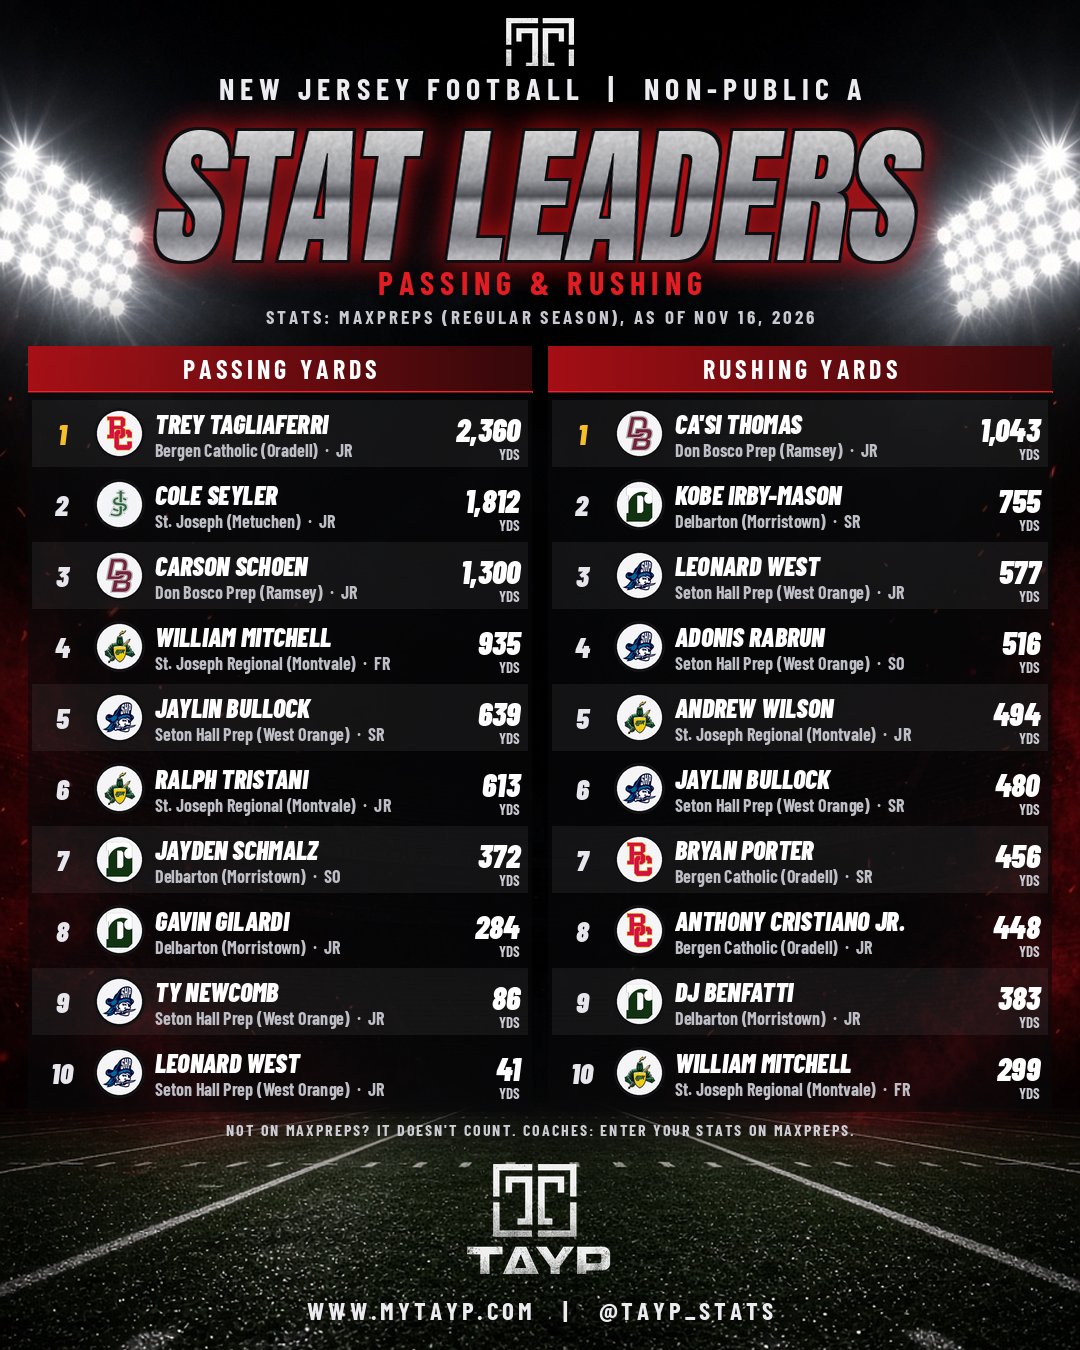 NEW JERSEY FOOTBALL | NON-PUBLIC A
STAT LEADERS
PASSING & RUSHING
STATS: MAXPREPS (REGULAR SEASON), AS OF NOV 16, 2026
PASSING YARDS
1 TREY TAGLIAFERRI 2,360
Bergen Catholic (Oradell) · JR YDS
2 COLE SEYLER 1,812
St. Joseph (Metuchen) · JR YDS
3 CARSON SCHOEN 1,300
Don Bosco Prep (Ramsey) · JR YDS
4 WILLIAM MITCHELL 935
St. Joseph Regional (Montvale) · FR YDS
5 JAYLIN BULLOCK 639
Seton Hall Prep (West Orange) · SR YDS
6 RALPH TRISTANI 613
St. Joseph Regional (Montvale) · JR YDS
7 JAYDEN SCHMALZ 372
Delbarton (Morristown) · SO YDS
8 GAVIN GILARDI 284
Delbarton (Morristown) · JR YDS
9 TY NEWCOMB 86
Seton Hall Prep (West Orange) · JR YDS
10 LEONARD WEST 41
Seton Hall Prep (West Orange) · JR YDS
RUSHING YARDS
1 CA'SI THOMAS 1,043
Don Bosco Prep (Ramsey) · JR YDS
2 KOBE IRBY-MASON 755
Delbarton (Morristown) · SR YDS
3 LEONARD WEST 577
Seton Hall Prep (West Orange) · JR YDS
4 ADONIS RABRUN 516
Seton Hall Prep (West Orange) · SO YDS
5 ANDREW WILSON 494
St. Joseph Regional (Montvale) · JR YDS
6 JAYLIN BULLOCK 480
Seton Hall Prep (West Orange) · SR YDS
7 BRYAN PORTER 456
Bergen Catholic (Oradell) · SR YDS
8 ANTHONY CRISTIANO JR. 448
Bergen Catholic (Oradell) · JR YDS
9 DJ BENFATTI 383
Delbarton (Morristown) · JR YDS
10 WILLIAM MITCHELL 299
St. Joseph Regional (Montvale) · FR YDS
NOT ON MAXPREPS? IT DOESN'T COUNT. COACHES: ENTER YOUR STATS ON MAXPREPS.
TAYP
WWW.MYTAYP.COM | @TAYP_STATS